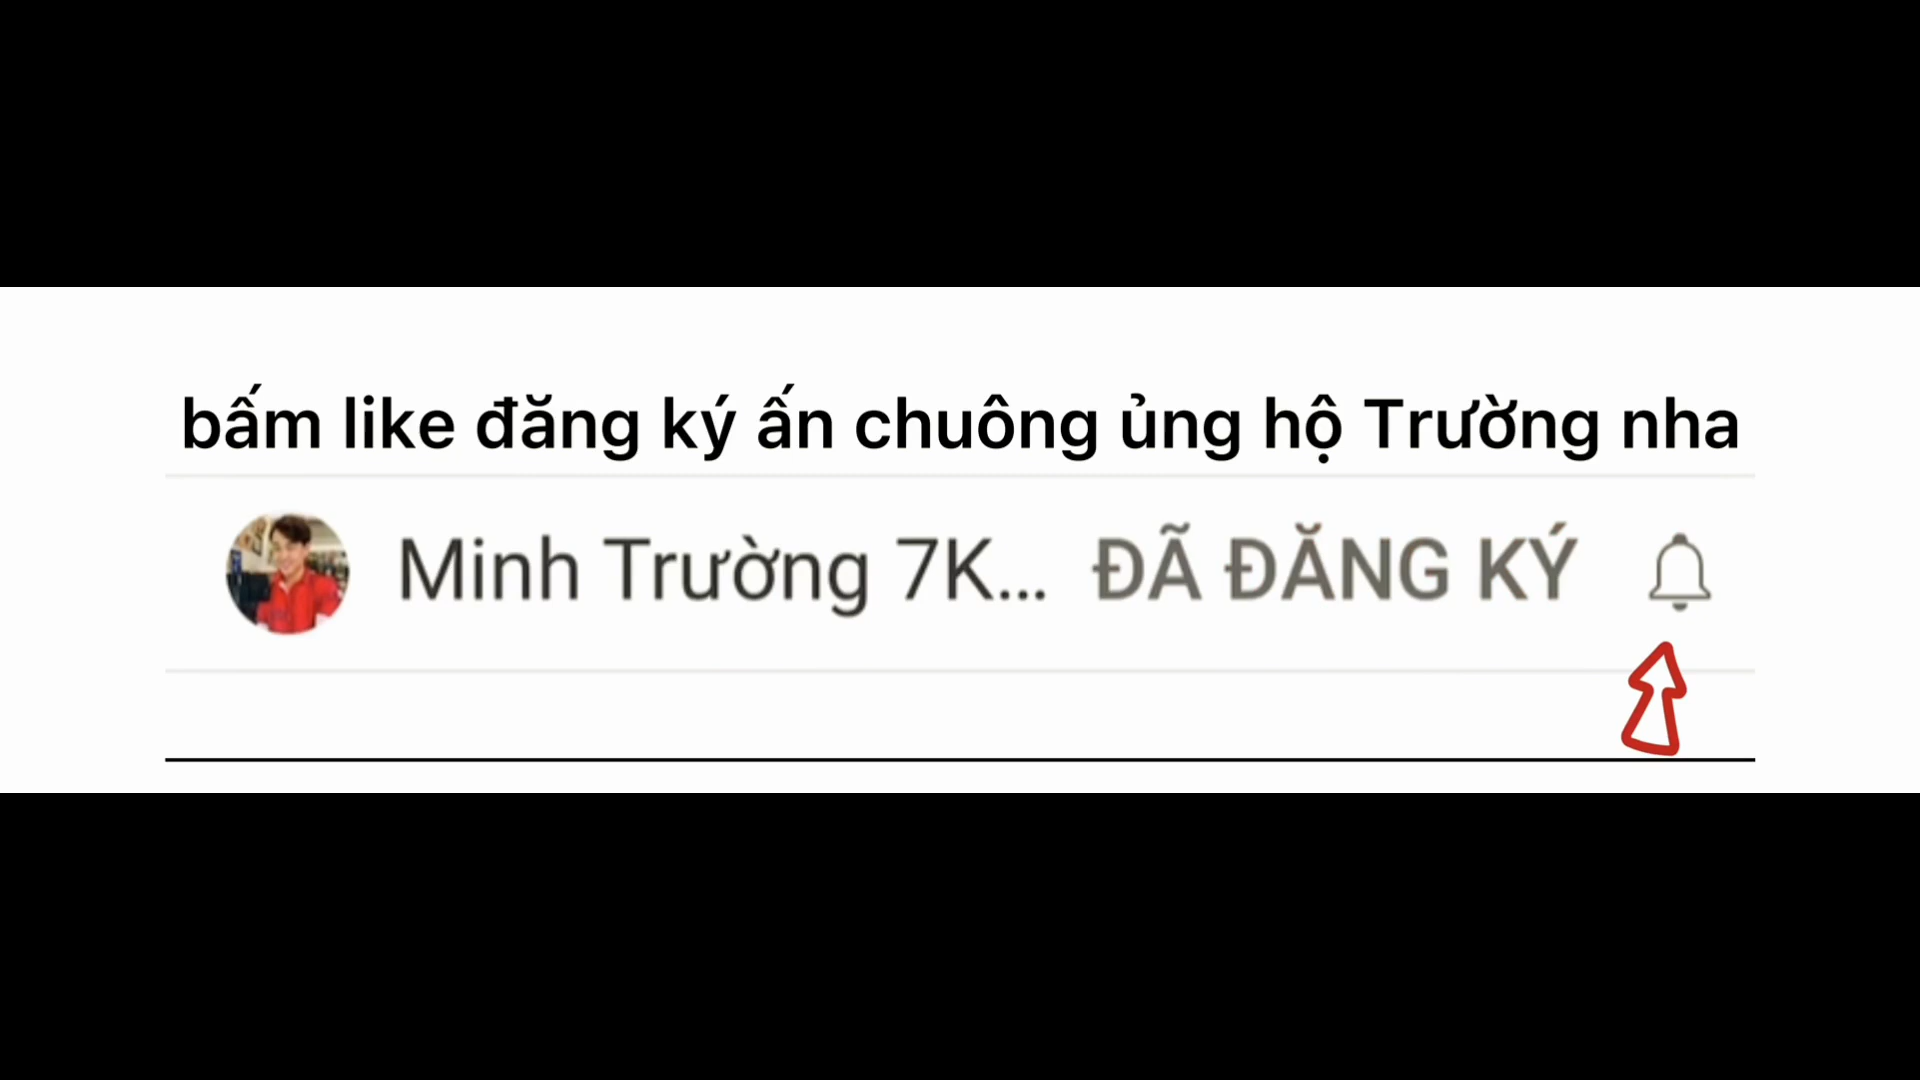 bấm like đăng ký ấn chuông ủng hộ Trường nha
Minh Trường 7K... ĐÃ ĐĂNG KÝ